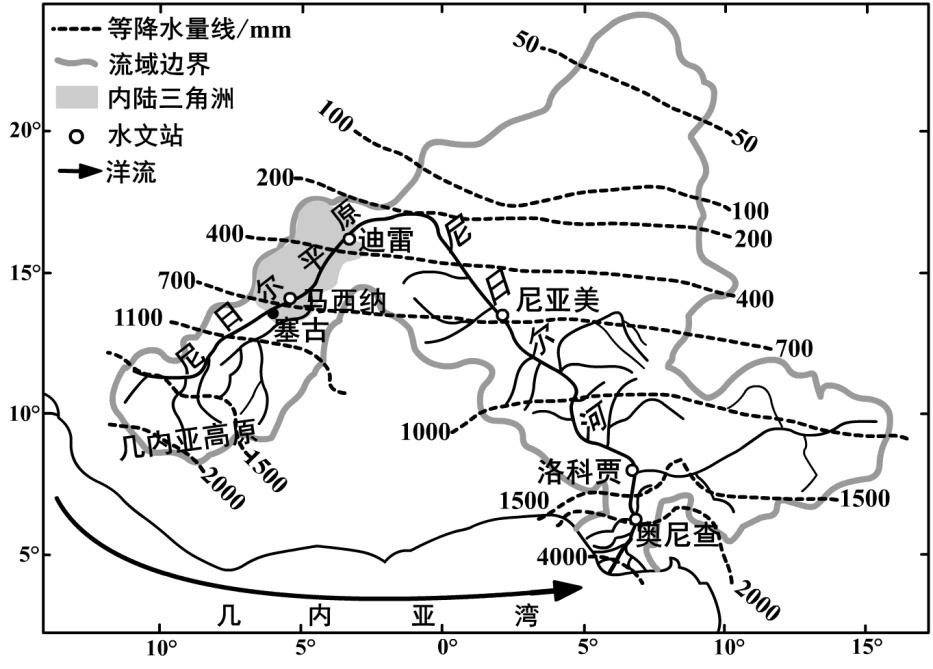 等降水量线/mm
流域边界
内陆三角洲
水文站
洋流
50
50
100
100
200
200
400
400
700
700
1100
1000
1500
2000
1500
1500
4000
2000
尼日尔平原
尼日尔河
迪雷
马西纳
塞古
尼亚美
几内亚高原
洛科贾
奥尼查
几内亚湾
20°
15°
10°
5°
10° 5° 0° 5° 10° 15°